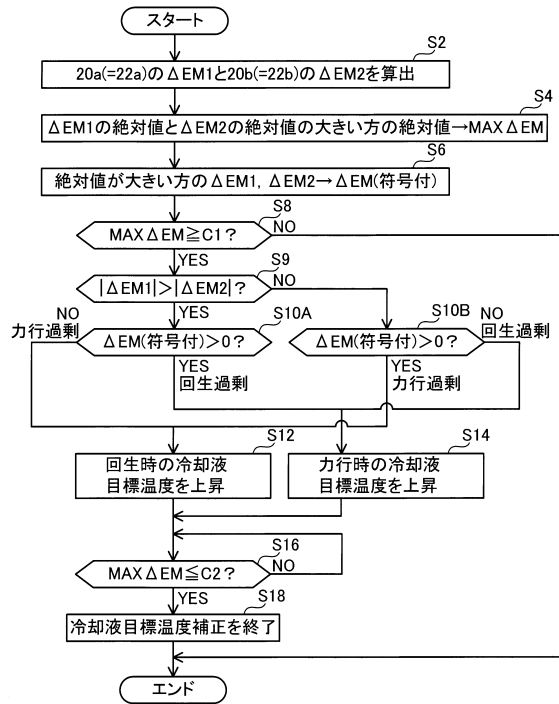 スタート
S2
20a(=22a)のΔEM1と20b(=22b)のΔEM2を算出
S4
ΔEM1の絶対値とΔEM2の絶対値の大きい方の絶対値→MAXΔEM
S6
絶対値が大きい方のΔEM1, ΔEM2→ΔEM(符号付)
S8
MAXΔEM≧C1?
NO
YES
S9
|ΔEM1|>|ΔEM2|?
NO
YES
S10A
S10B
NO
力行過剰
ΔEM(符号付)>0?
ΔEM(符号付)>0?
NO
回生過剰
YES
回生過剰
YES
力行過剰
S12
S14
回生時の冷却液
目標温度を上昇
力行時の冷却液
目標温度を上昇
S16
MAXΔEM≦C2?
NO
YES
S18
冷却液目標温度補正を終了
エンド